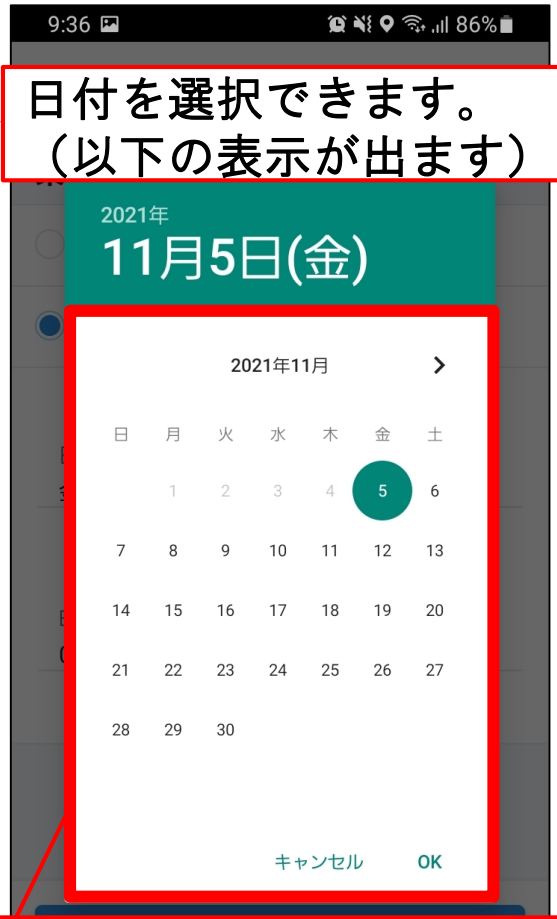 9:36 86%
日付を選択できます。
（以下の表示が出ます）
2021年
11月5日(金)
2021年11月
日 月 火 水 木 金 土
1 2 3 4 5 6
7 8 9 10 11 12 13
14 15 16 17 18 19 20
21 22 23 24 25 26 27
28 29 30
キャンセル OK